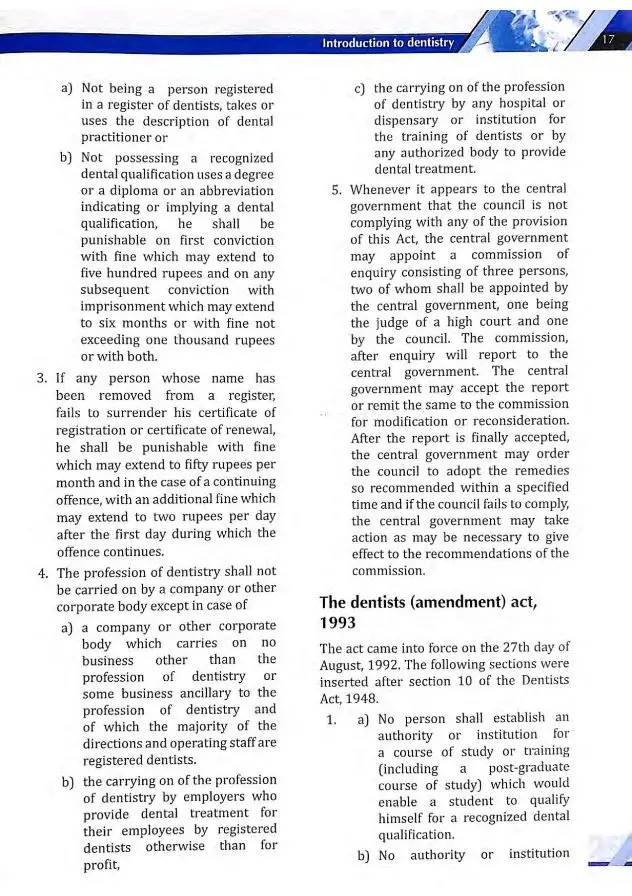 Introduction to dentistry
17
a) Not being a person registered
in a register of dentists, takes or
uses the description of dental
practitioner or
b) Not possessing a recognized
dental qualification uses a degree
or a diploma or an abbreviation
indicating or implying a dental
qualification, he shall be
punishable on first conviction
with fine which may extend to
five hundred rupees and on any
subsequent conviction with
imprisonment which may extend
to six months or with fine not
exceeding one thousand rupees
or with both.
3. If any person whose name has
been removed from a register,
fails to surrender his certificate of
registration or certificate of renewal,
he shall be punishable with fine
which may extend to fifty rupees per
month and in the case of a continuing
offence, with an additional fine which
may extend to two rupees per day
after the first day during which the
offence continues.
4. The profession of dentistry shall not
be carried on by a company or other
corporate body except in case of
a) a company or other corporate
body which carries on no
business other than the
profession of dentistry or
some business ancillary to the
profession of dentistry and
of which the majority of the
directions and operating staff are
registered dentists.
b) the carrying on of the profession
of dentistry by employers who
provide dental treatment for
their employees by registered
dentists otherwise than for
profit,
c) the carrying on of the profession
of dentistry by any hospital or
dispensary or institution for
the training of dentists or by
any authorized body to provide
dental treatment.
5. Whenever it appears to the central
government that the council is not
complying with any of the provision
of this Act, the central government
may appoint a commission of
enquiry consisting of three persons,
two of whom shall be appointed by
the central government, one being
the judge of a high court and one
by the council. The commission,
after enquiry will report to the
central government. The central
government may accept the report
or remit the same to the commission
for modification or reconsideration.
After the report is finally accepted,
the central government may order
the council to adopt the remedies
so recommended within a specified
time and if the council fails to comply,
the central government may take
action as may be necessary to give
effect to the recommendations of the
commission.
The dentists (amendment) act,
1993
The act came into force on the 27th day of
August, 1992. The following sections were
inserted after section 10 of the Dentists
Act, 1948.
1. a) No person shall establish an
authority or institution for
a course of study or training
(including a post-graduate
course of study) which would
enable a student to qualify
himself for a recognized dental
qualification.
b) No authority or institution